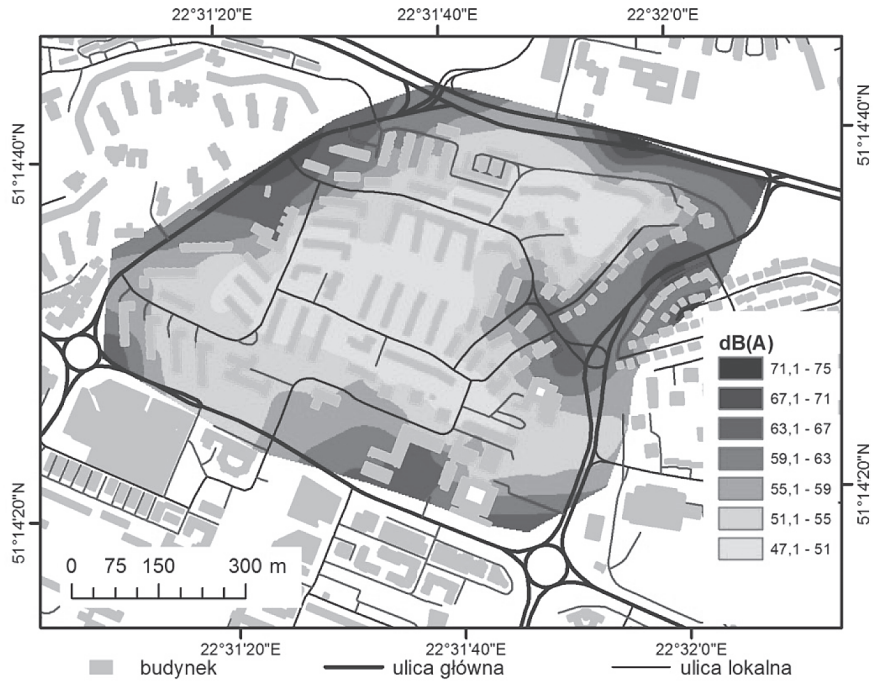 22°31'20"E 22°31'40"E 22°32'0"E
51°14'40"N
51°14'40"N
dB(A)
71,1 - 75
67,1 - 71
63,1 - 67
59,1 - 63
55,1 - 59
51,1 - 55
47,1 - 51
51°14'20"N
51°14'20"N
0 75 150 300 m
22°31'20"E 22°31'40"E 22°32'0"E
budynek ulica główna ulica lokalna